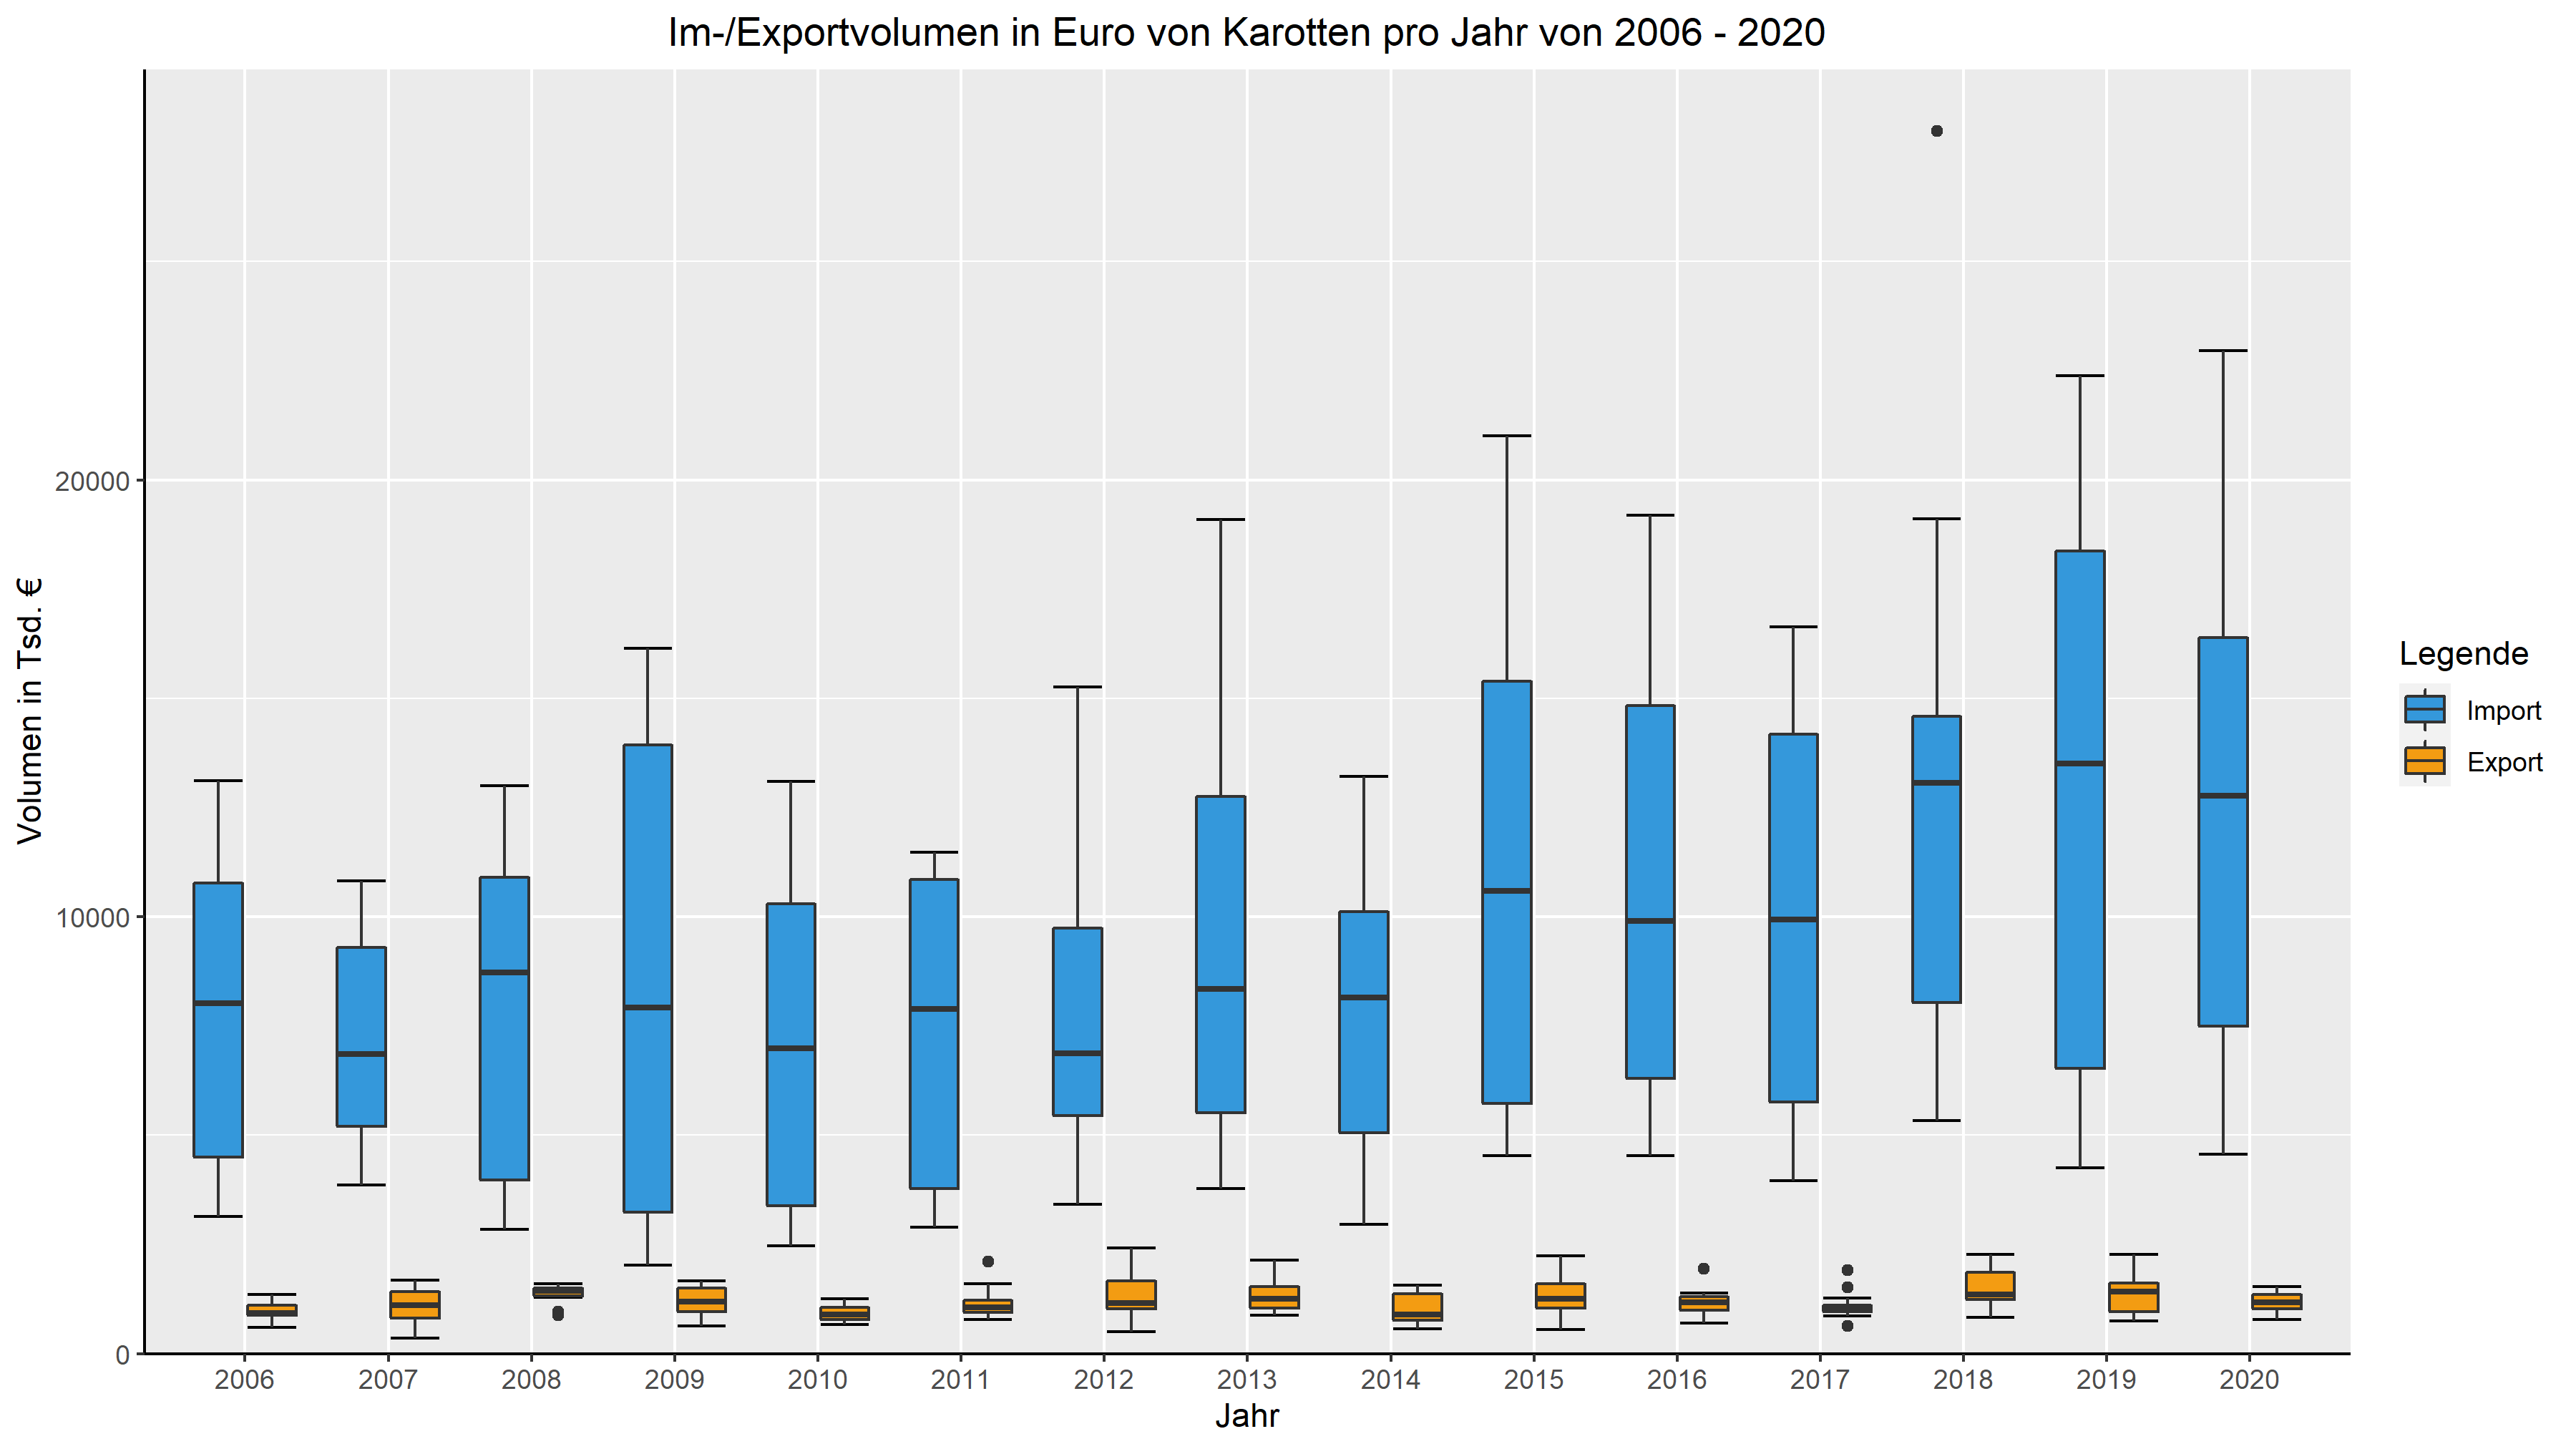 Im-/Exportvolumen in Euro von Karotten pro Jahr von 2006 - 2020
Volumen in Tsd. €
20000
10000
0
2006 2007 2008 2009 2010 2011 2012 2013 2014 2015 2016 2017 2018 2019 2020
Jahr
Legende
Import
Export